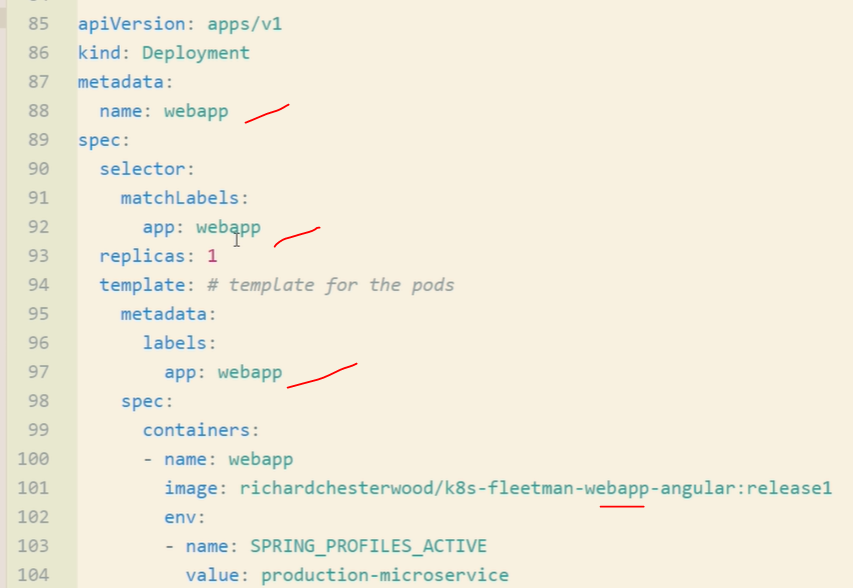 85 apiVersion: apps/v1
86 kind: Deployment
87 metadata:
88   name: webapp
89 spec:
90   selector:
91     matchLabels:
92       app: webapp
93   replicas: 1
94   template: # template for the pods
95     metadata:
96       labels:
97         app: webapp
98     spec:
99       containers:
100       - name: webapp
101         image: richardchesterwood/k8s-fleetman-webapp-angular:release1
102         env:
103         - name: SPRING_PROFILES_ACTIVE
104           value: production-microservice